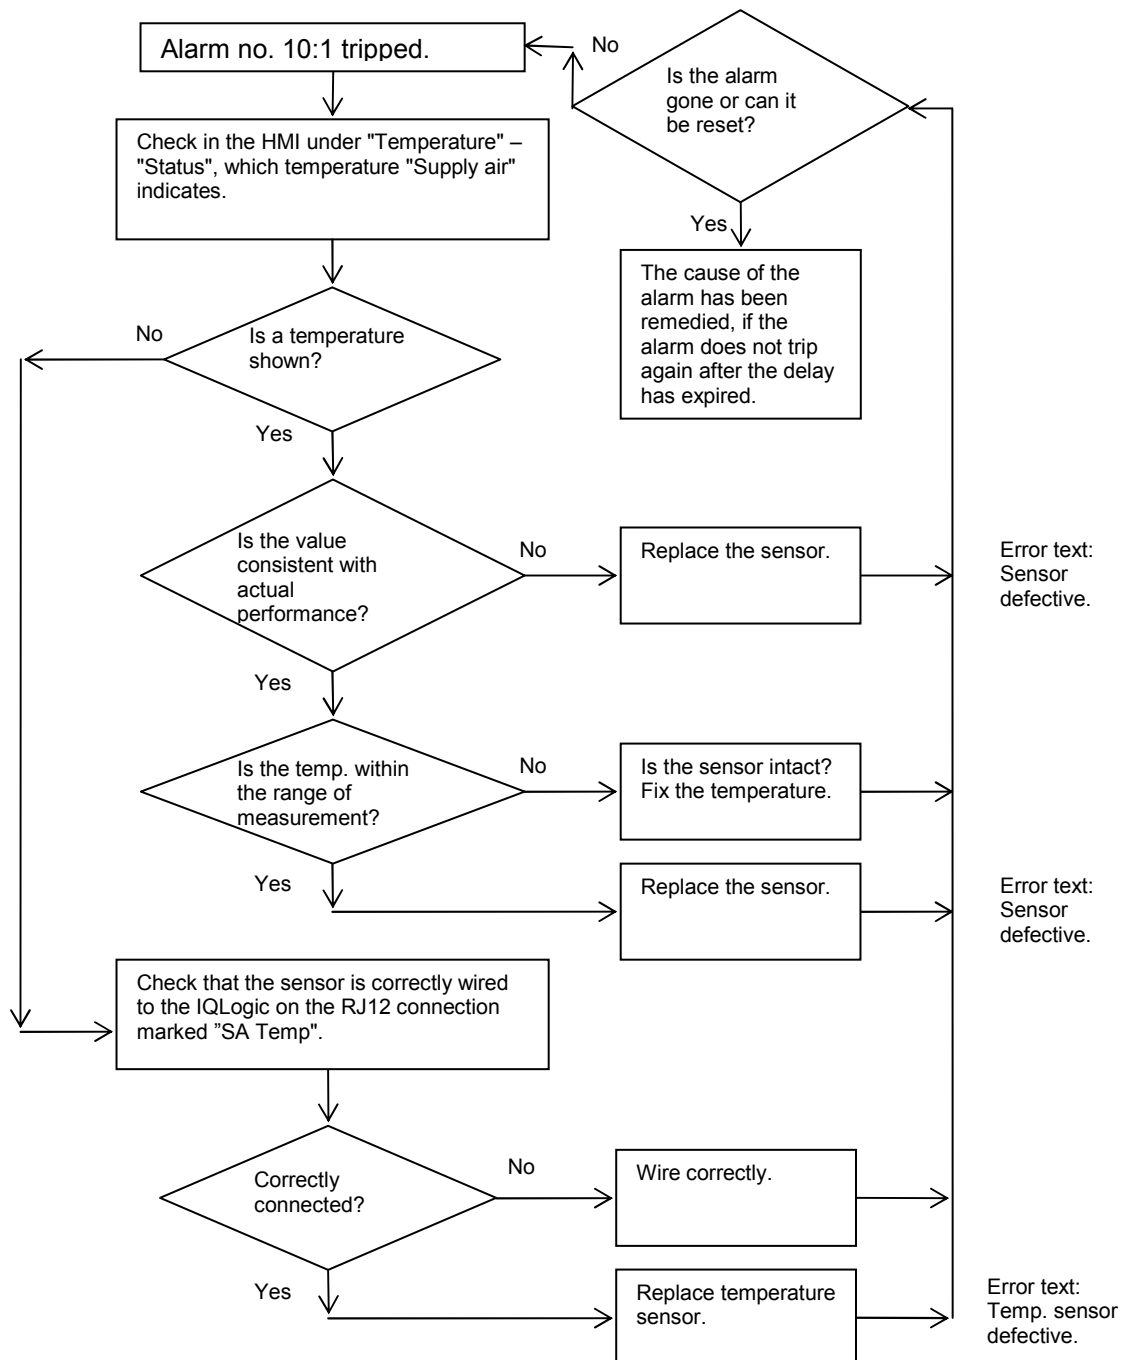 Alarm no. 10:1 tripped.
No
Is the alarm
gone or can it
be reset?
Check in the HMI under "Temperature" –
"Status", which temperature "Supply air"
indicates.
Yes
The cause of the
alarm has been
remedied, if the
alarm does not trip
again after the delay
has expired.
No
Is a temperature
shown?
Yes
Is the value
consistent with
actual
performance?
No
Replace the sensor.
Error text:
Sensor
defective.
Yes
Is the temp. within
the range of
measurement?
No
Is the sensor intact?
Fix the temperature.
Yes
Replace the sensor.
Error text:
Sensor
defective.
Check that the sensor is correctly wired
to the IQLogic on the RJ12 connection
marked ”SA Temp".
Correctly
connected?
No
Wire correctly.
Yes
Replace temperature
sensor.
Error text:
Temp. sensor
defective.